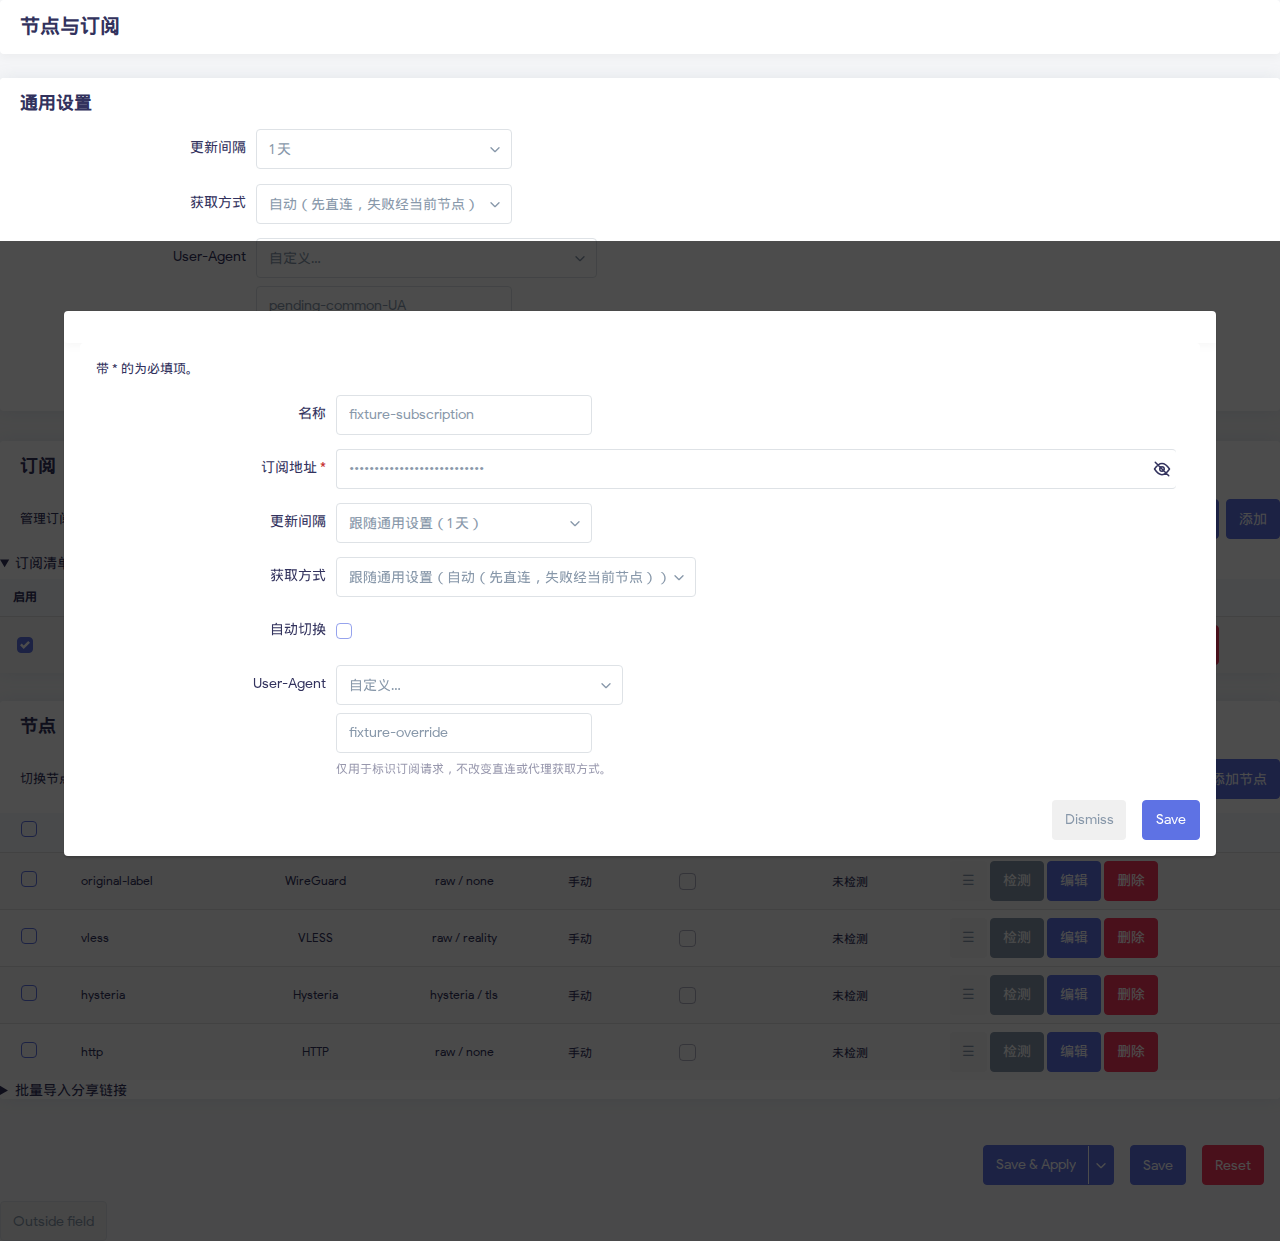 节点与订阅
通用设置
更新间隔 1 天
获取方式 自动（先直连，失败经当前节点）
User-Agent 自定义...
pending-common-UA
带 * 的为必填项。
名称 fixture-subscription
订阅地址 * •••••••••••••••••••••••••••
更新间隔 跟随通用设置（1 天）
获取方式 跟随通用设置（自动（先直连，失败经当前节点））
自动切换
User-Agent 自定义...
fixture-override
仅用于标识订阅请求，不改变直连或代理获取方式。
Dismiss Save
订阅
管理订阅 添加
▼ 订阅清单
启用
节点
切换节点 添加节点
original-label WireGuard raw / none 手动 未检测 ☰ 检测 编辑 删除
vless VLESS raw / reality 手动 未检测 ☰ 检测 编辑 删除
hysteria Hysteria hysteria / tls 手动 未检测 ☰ 检测 编辑 删除
http HTTP raw / none 手动 未检测 ☰ 检测 编辑 删除
▶ 批量导入分享链接
Save & Apply Save Reset
Outside field